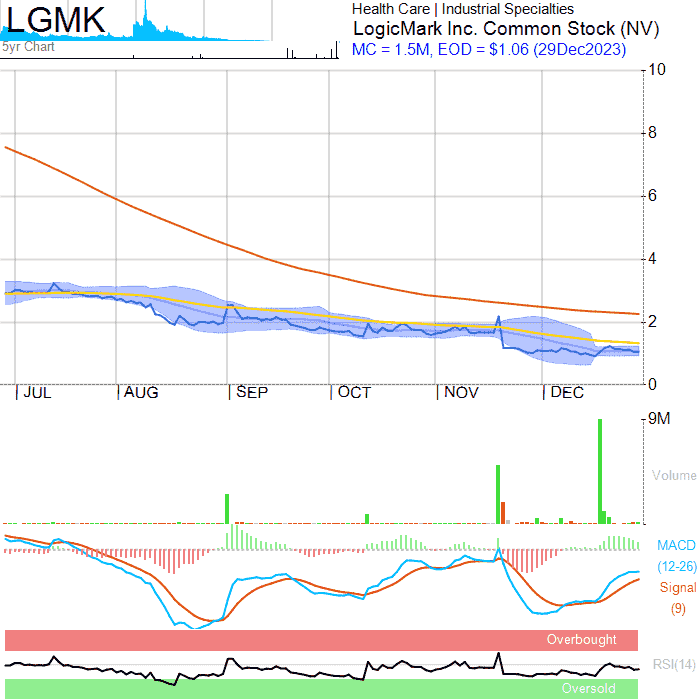 LGMK
5yr Chart
Health Care | Industrial Specialties
LogicMark Inc. Common Stock (NV)
MC = 1.5M, EOD = $1.06 (29Dec2023)
10
8
6
4
2
0
JUL AUG SEP OCT NOV DEC
9M
Volume
MACD
(12-26)
Signal
(9)
Overbought
RSI(14)
Oversold